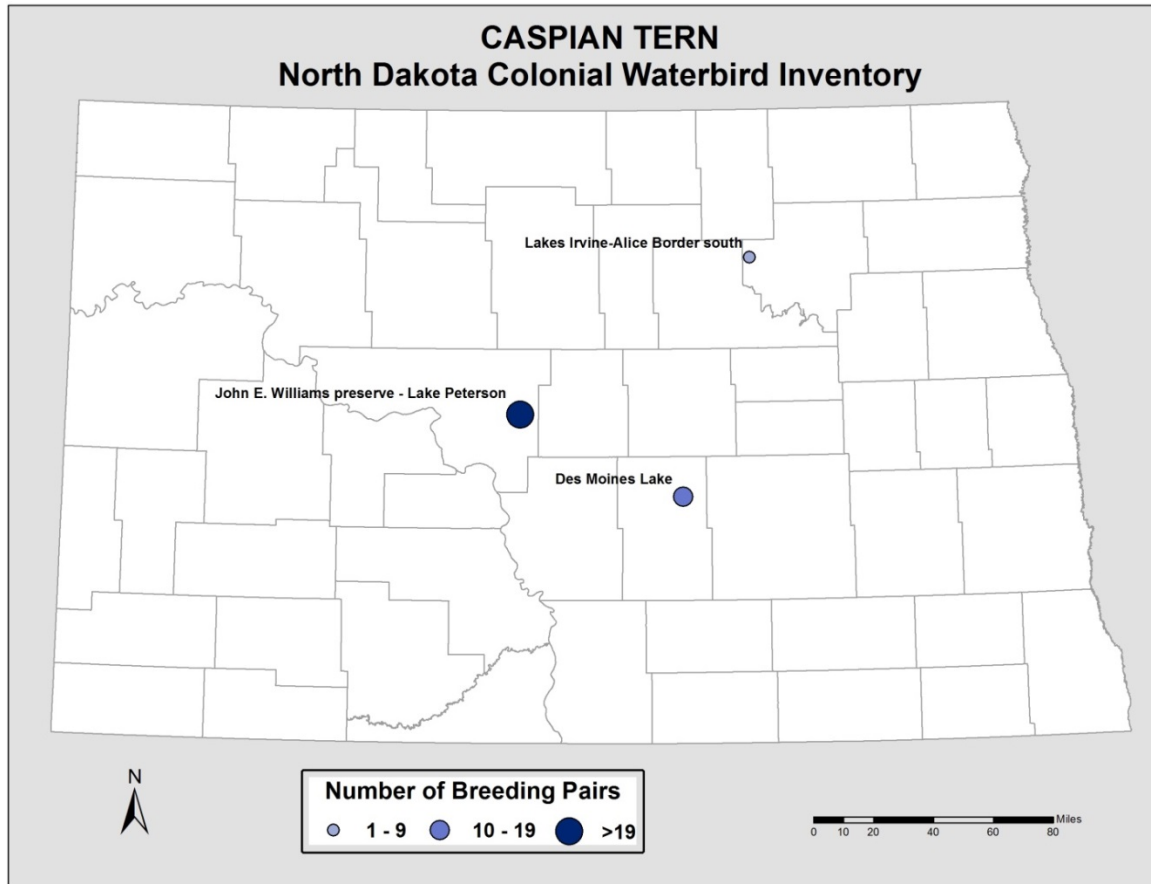 CASPIAN TERN
North Dakota Colonial Waterbird Inventory
Lakes Irvine-Alice Border south
John E. Williams preserve - Lake Peterson
Des Moines Lake
N
Number of Breeding Pairs
1 - 9 10 - 19 >19
Miles
0 10 20 40 60 80